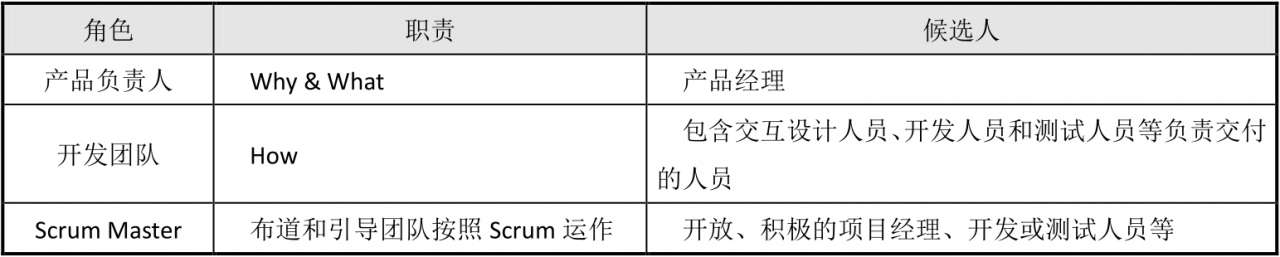 角色 职责 候选人
产品负责人 Why & What 产品经理
开发团队 How 包含交互设计人员、开发人员和测试人员等负责交付
的人员
Scrum Master 布道和引导团队按照 Scrum 运作 开放、积极的项目经理、开发或测试人员等